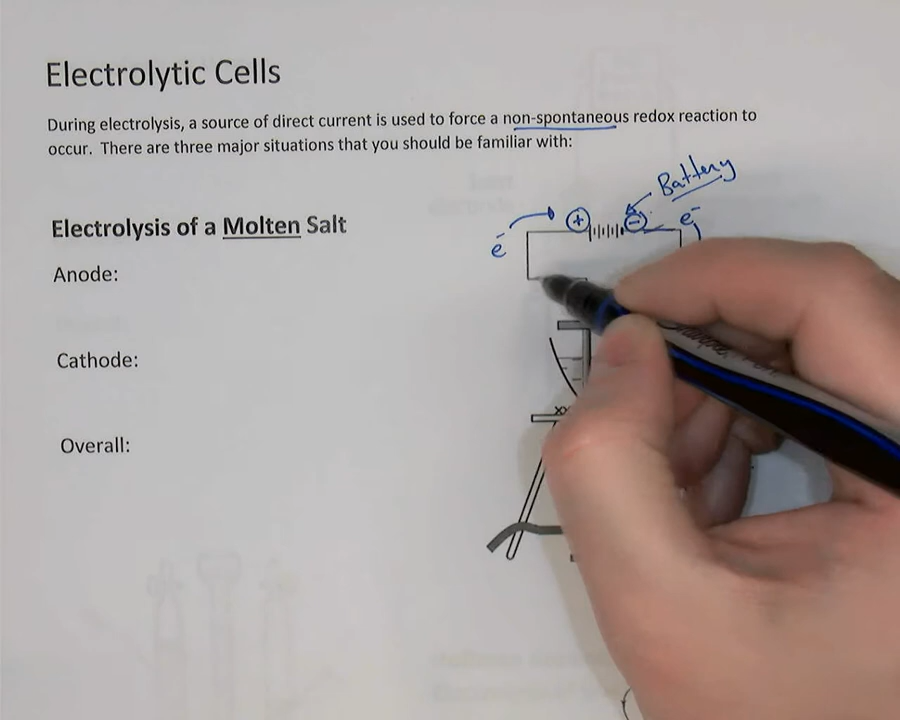 Electrolytic Cells
During electrolysis, a source of direct current is used to force a non-spontaneous redox reaction to
occur. There are three major situations that you should be familiar with:
Battery
e⁻ + − e⁻
Electrolysis of a Molten Salt
Anode:
Cathode:
xx
Overall: